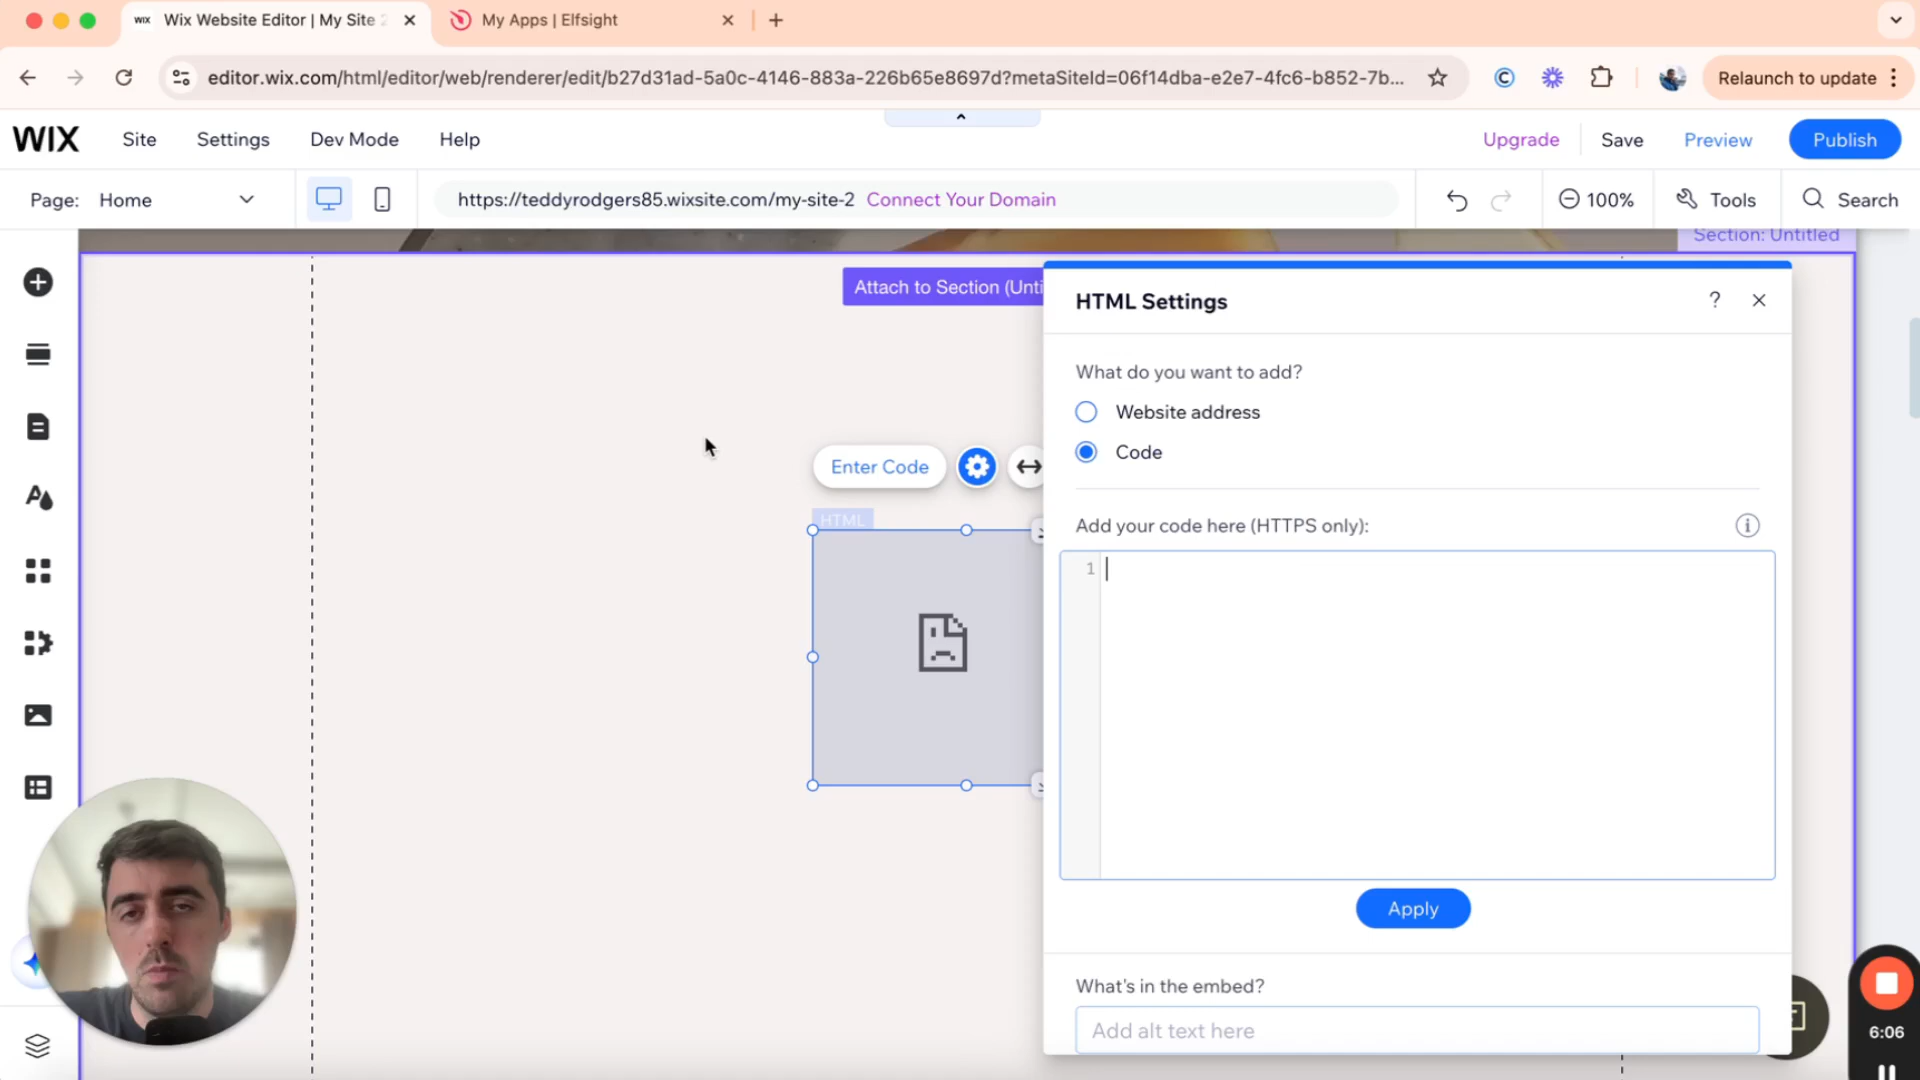 WIX Wix Website Editor | My Site 2
My Apps | Elfsight
editor.wix.com/html/editor/web/renderer/edit/b27d31ad-5a0c-4146-883a-226b65e8697d?metaSiteId=06f14dba-e2e7-4fc6-b852-7b...
Relaunch to update
WIX
Site
Settings
Dev Mode
Help
Upgrade
Save
Preview
Publish
Page: Home
https://teddyrodgers85.wixsite.com/my-site-2 Connect Your Domain
100%
Tools
Search
Section: Untitled
Attach to Section (Unti
HTML Settings
?
What do you want to add?
Website address
Code
Enter Code
HTML
Add your code here (HTTPS only):
1
Apply
What's in the embed?
Add alt text here
6:06